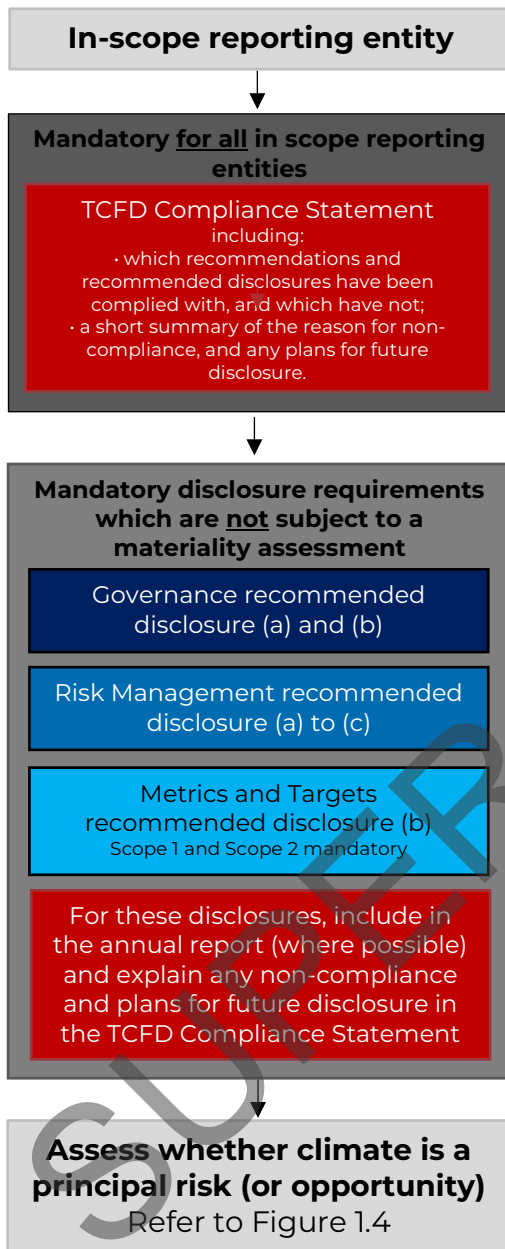 In-scope reporting entity
Mandatory for all in scope reporting
entities
TCFD Compliance Statement
including:
• which recommendations and
recommended disclosures have been
complied with, and which have not;
• a short summary of the reason for non-
compliance, and any plans for future
disclosure.
Mandatory disclosure requirements
which are not subject to a
materiality assessment
Governance recommended
disclosure (a) and (b)
Risk Management recommended
disclosure (a) to (c)
Metrics and Targets
recommended disclosure (b)
Scope 1 and Scope 2 mandatory
For these disclosures, include in
the annual report (where possible)
and explain any non-compliance
and plans for future disclosure in
the TCFD Compliance Statement
Assess whether climate is a
principal risk (or opportunity)
Refer to Figure 1.4
SUPER